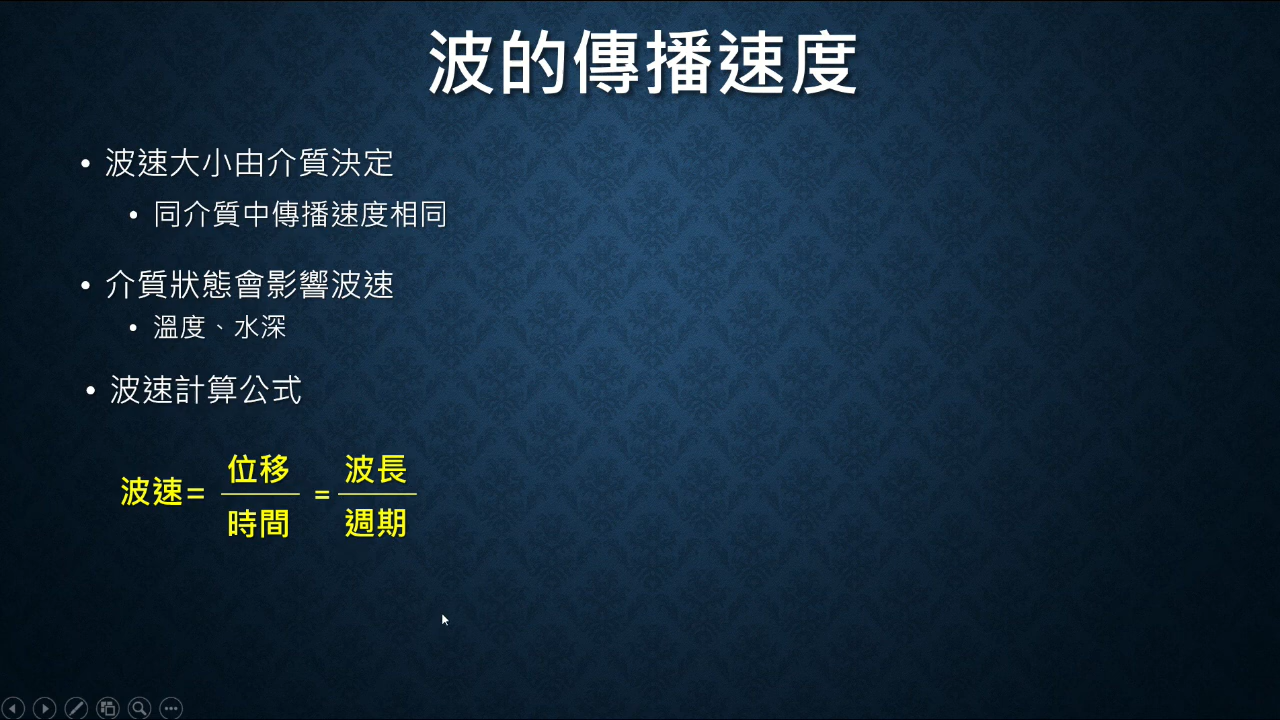 波的傳播速度
• 波速大小由介質決定
• 同介質中傳播速度相同
• 介質狀態會影響波速
• 溫度、水深
• 波速計算公式
波速= 位移/時間 = 波長/週期